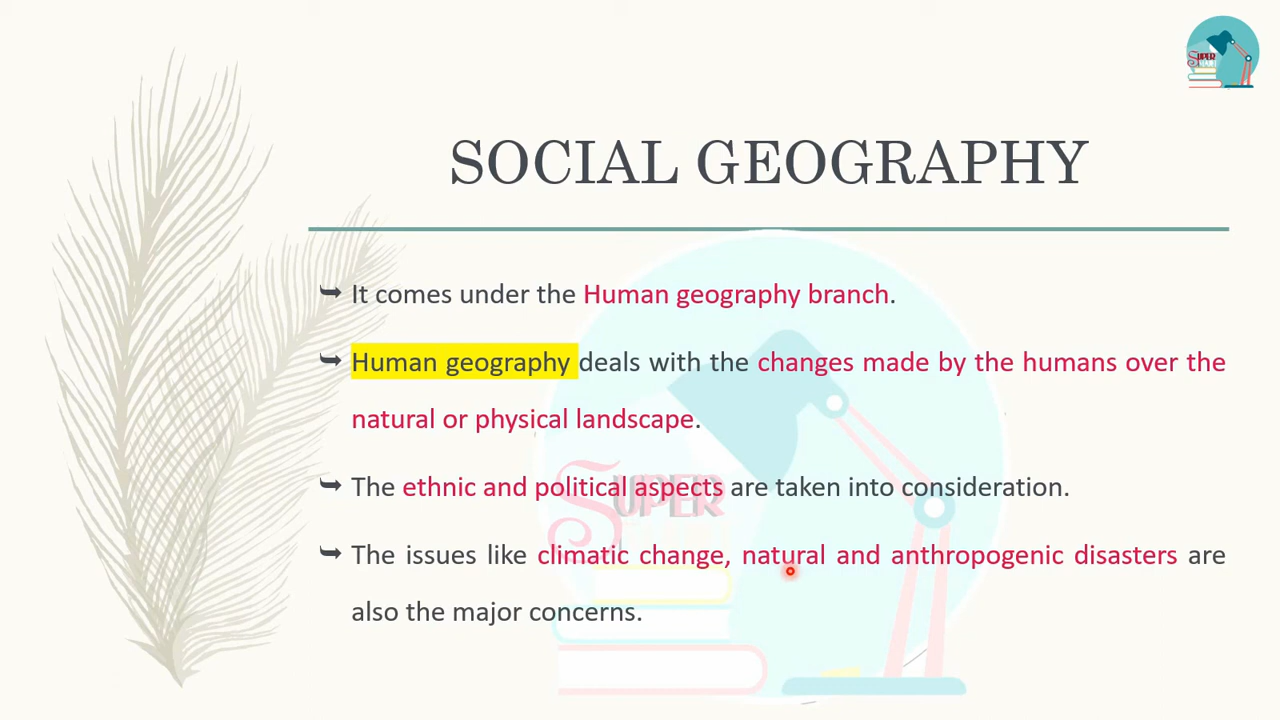 SUPER
SOCIAL GEOGRAPHY
It comes under the Human geography branch.
Human geography deals with the changes made by the humans over the
natural or physical landscape.
The ethnic and political aspects are taken into consideration.
SUPER
The issues like climatic change, natural and anthropogenic disasters are
also the major concerns.